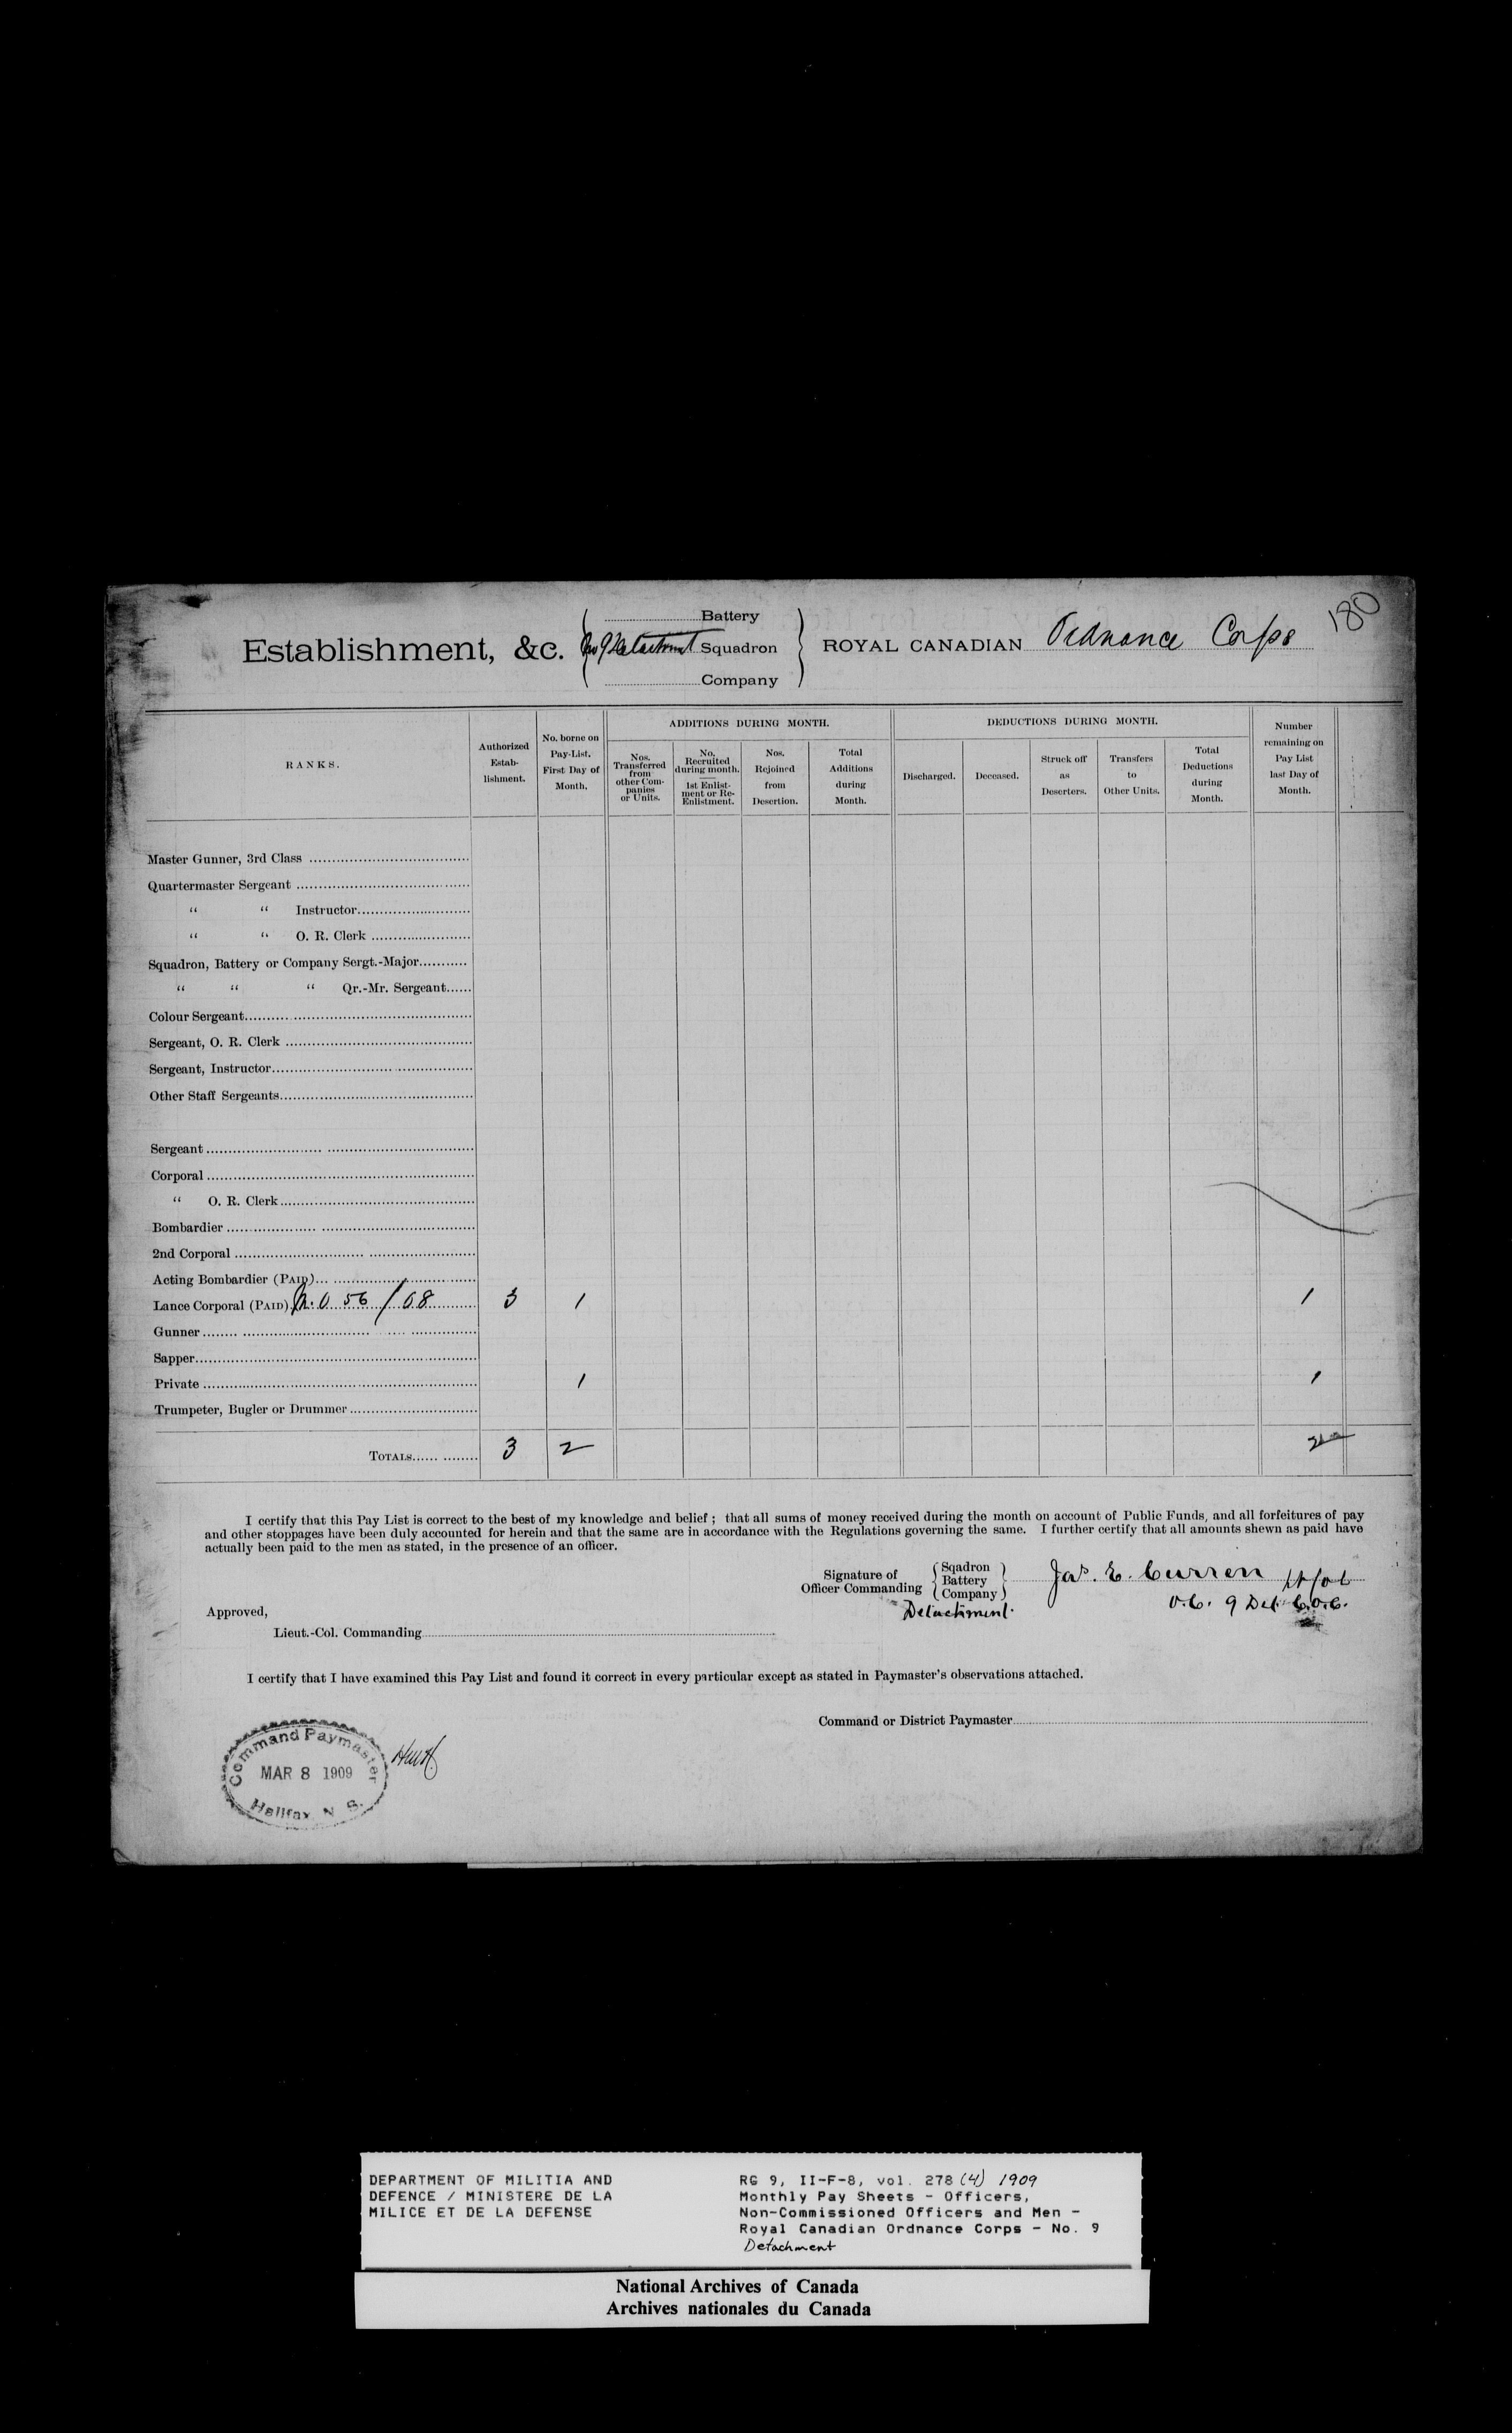 180
Battery
Establishment, &c. No 9 Detachment Squadron ROYAL CANADIAN Ordnance Corps
Company
RANKS.
Authorized Estab- lishment.
No. borne on Pay-List, First Day of Month.
ADDITIONS DURING MONTH.
Nos. Transferred from other Com- panies or Units.
No. Recruited during month. 1st Enlist- ment or Re- Enlistment.
Nos. Rejoined from Desertion.
Total Additions during Month.
DEDUCTIONS DURING MONTH.
Discharged.
Deceased.
Struck off as Deserters.
Transfers to Other Units.
Total Deductions during Month.
Number remaining on Pay List last Day of Month.
Master Gunner, 3rd Class
Quartermaster Sergeant
“ “ Instructor
“ “ O. R. Clerk
Squadron, Battery or Company Sergt.-Major
“ “ “ Qr.-Mr. Sergeant
Colour Sergeant
Sergeant, O. R. Clerk
Sergeant, Instructor
Other Staff Sergeants
Sergeant
Corporal
“ O. R. Clerk
Bombardier
2nd Corporal
Acting Bombardier (PAID)
Lance Corporal (PAID) 56/08 3 1 1
Gunner
Sapper
Private 1 1
Trumpeter, Bugler or Drummer
TOTALS 3 2 2
I certify that this Pay List is correct to the best of my knowledge and belief ; that all sums of money received during the month on account of Public Funds, and all forfeitures of pay
and other stoppages have been duly accounted for herein and that the same are in accordance with the Regulations governing the same. I further certify that all amounts shewn as paid have
actually been paid to the men as stated, in the presence of an officer.
Signature of Officer Commanding
Sqadron
Battery
Company
Detachment.
Jas. E. Curren
O.C. 9 Det. C.O.C.
Approved,
Lieut.-Col. Commanding
I certify that I have examined this Pay List and found it correct in every particular except as stated in Paymaster's observations attached.
Command or District Paymaster
Command Paymaster
MAR 8 1909
Halifax N. S.
DEPARTMENT OF MILITIA AND
DEFENCE / MINISTERE DE LA
MILICE ET DE LA DEFENSE
RG 9, II-F-8, vol. 278 (4) 1909
Monthly Pay Sheets - Officers,
Non-Commissioned Officers and Men -
Royal Canadian Ordnance Corps - No. 9
Detachment
National Archives of Canada
Archives nationales du Canada